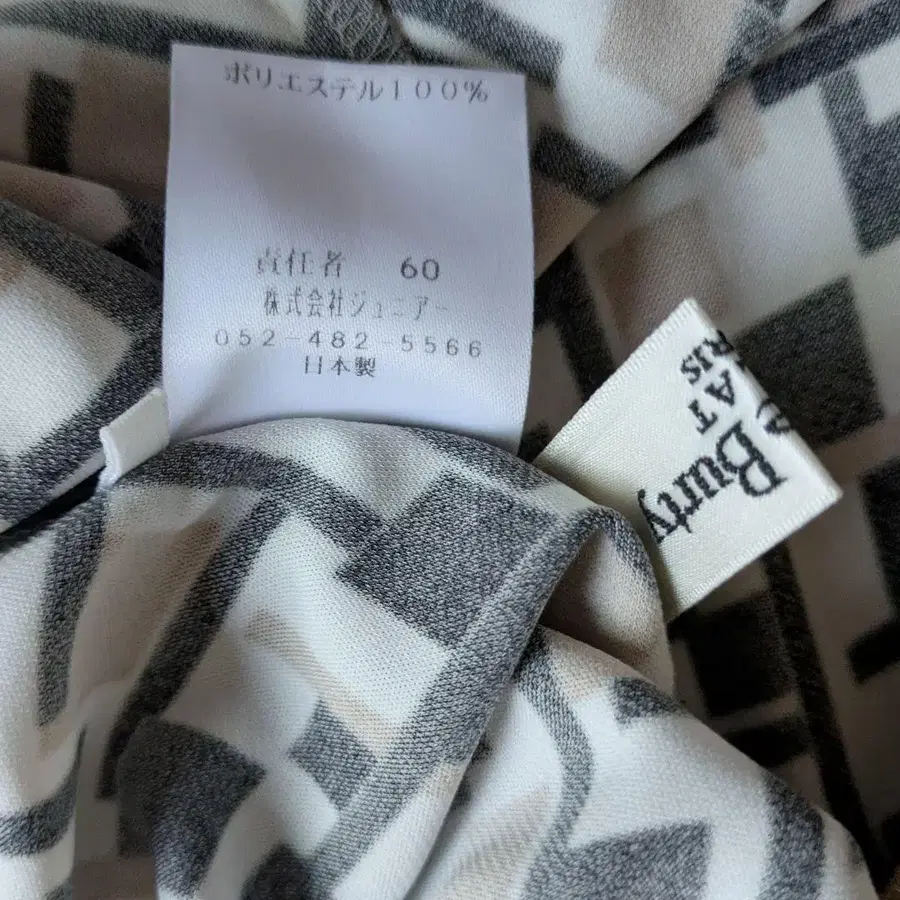 ポリエステル100%
責任者 60
株式会社ジュニアー
052-482-5566
日本製
Burty